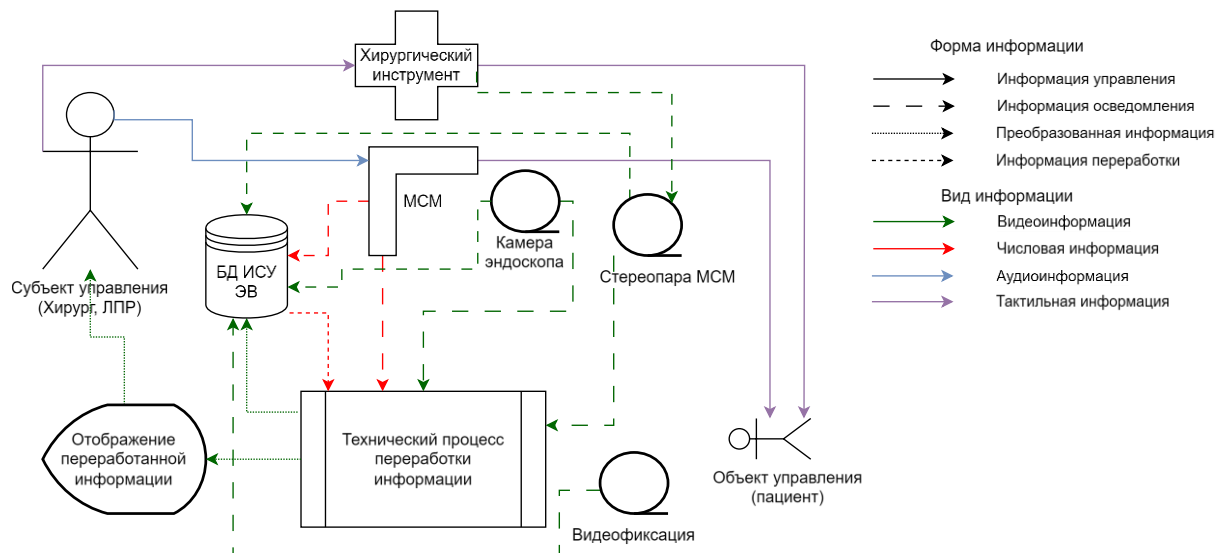 Хирургический
инструмент
МСМ
Камера
эндоскопа
Стереопара МСМ
БД ИСУ
ЭВ
Субъект управления
(Хирург, ЛПР)
Отображение
переработанной
информации
Технический процесс
переработки
информации
Видеофиксация
Объект управления
(пациент)
Форма информации
Информация управления
Информация осведомления
Преобразованная информация
Информация переработки
Вид информации
Видеоинформация
Числовая информация
Аудиоинформация
Тактильная информация